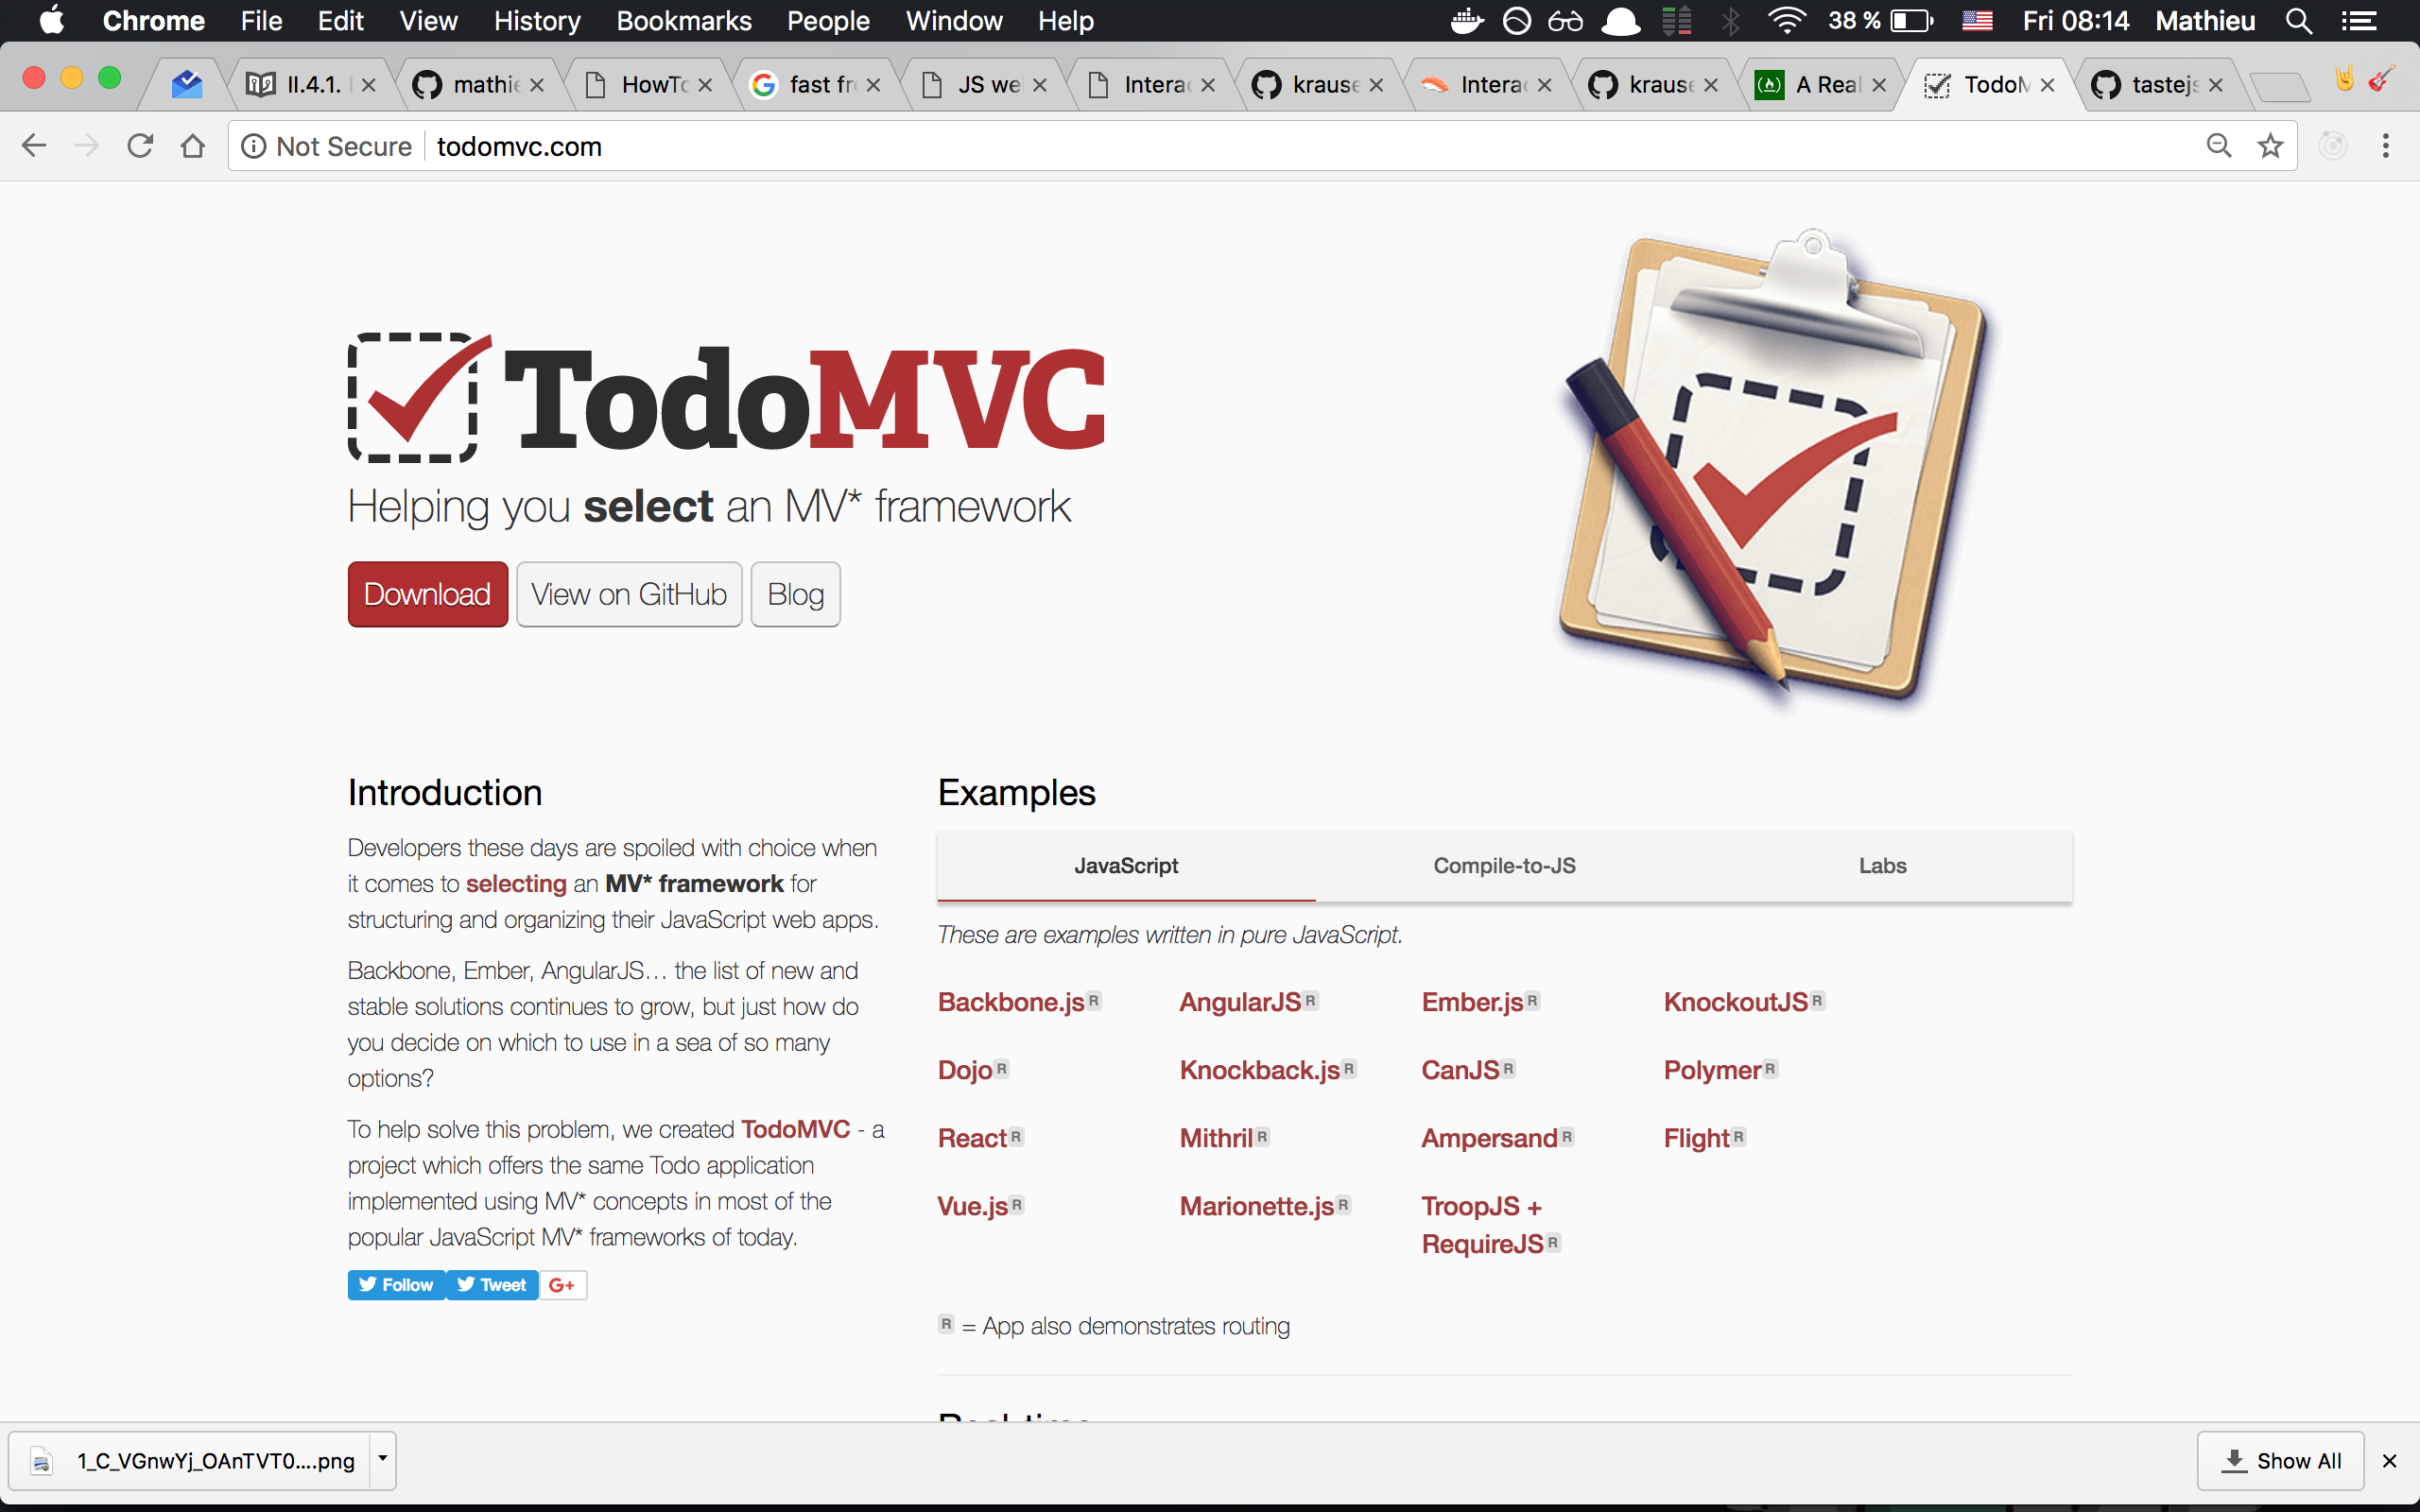 Chrome File Edit View History Bookmarks People Window Help 38 % Fri 08:14 Mathieu
II.4.1. mathie HowTo fast fr JS we Intera krause Intera krause A Real TodoM tastejs
Not Secure todomvc.com
TodoMVC
Helping you select an MV* framework
Download View on GitHub Blog
Introduction
Developers these days are spoiled with choice when
it comes to selecting an MV* framework for
structuring and organizing their JavaScript web apps.
Backbone, Ember, AngularJS… the list of new and
stable solutions continues to grow, but just how do
you decide on which to use in a sea of so many
options?
To help solve this problem, we created TodoMVC - a
project which offers the same Todo application
implemented using MV* concepts in most of the
popular JavaScript MV* frameworks of today.
Follow Tweet G+
Examples
JavaScript Compile-to-JS Labs
These are examples written in pure JavaScript.
Backbone.js R AngularJS R Ember.js R KnockoutJS R
Dojo R Knockback.js R CanJS R Polymer R
React R Mithril R Ampersand R Flight R
Vue.js R Marionette.js R TroopJS +
RequireJS R
R = App also demonstrates routing
Real-time
1_C_VGnwYj_OAnTVT0....png Show All